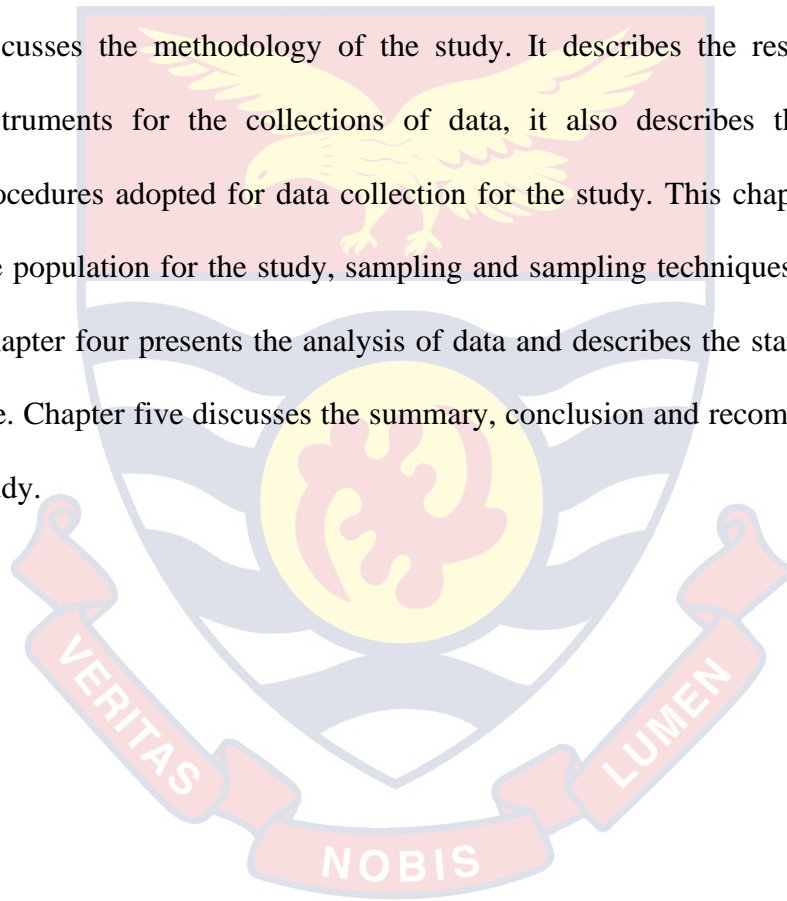 cusses the methodology of the study. It describes the res
truments for the collections of data, it also describes th
ocedures adopted for data collection for the study. This chap
e population for the study, sampling and sampling techniques
hapter four presents the analysis of data and describes the sta
e. Chapter five discusses the summary, conclusion and recom
dy.
VERITAS
NOBIS
LUMEN